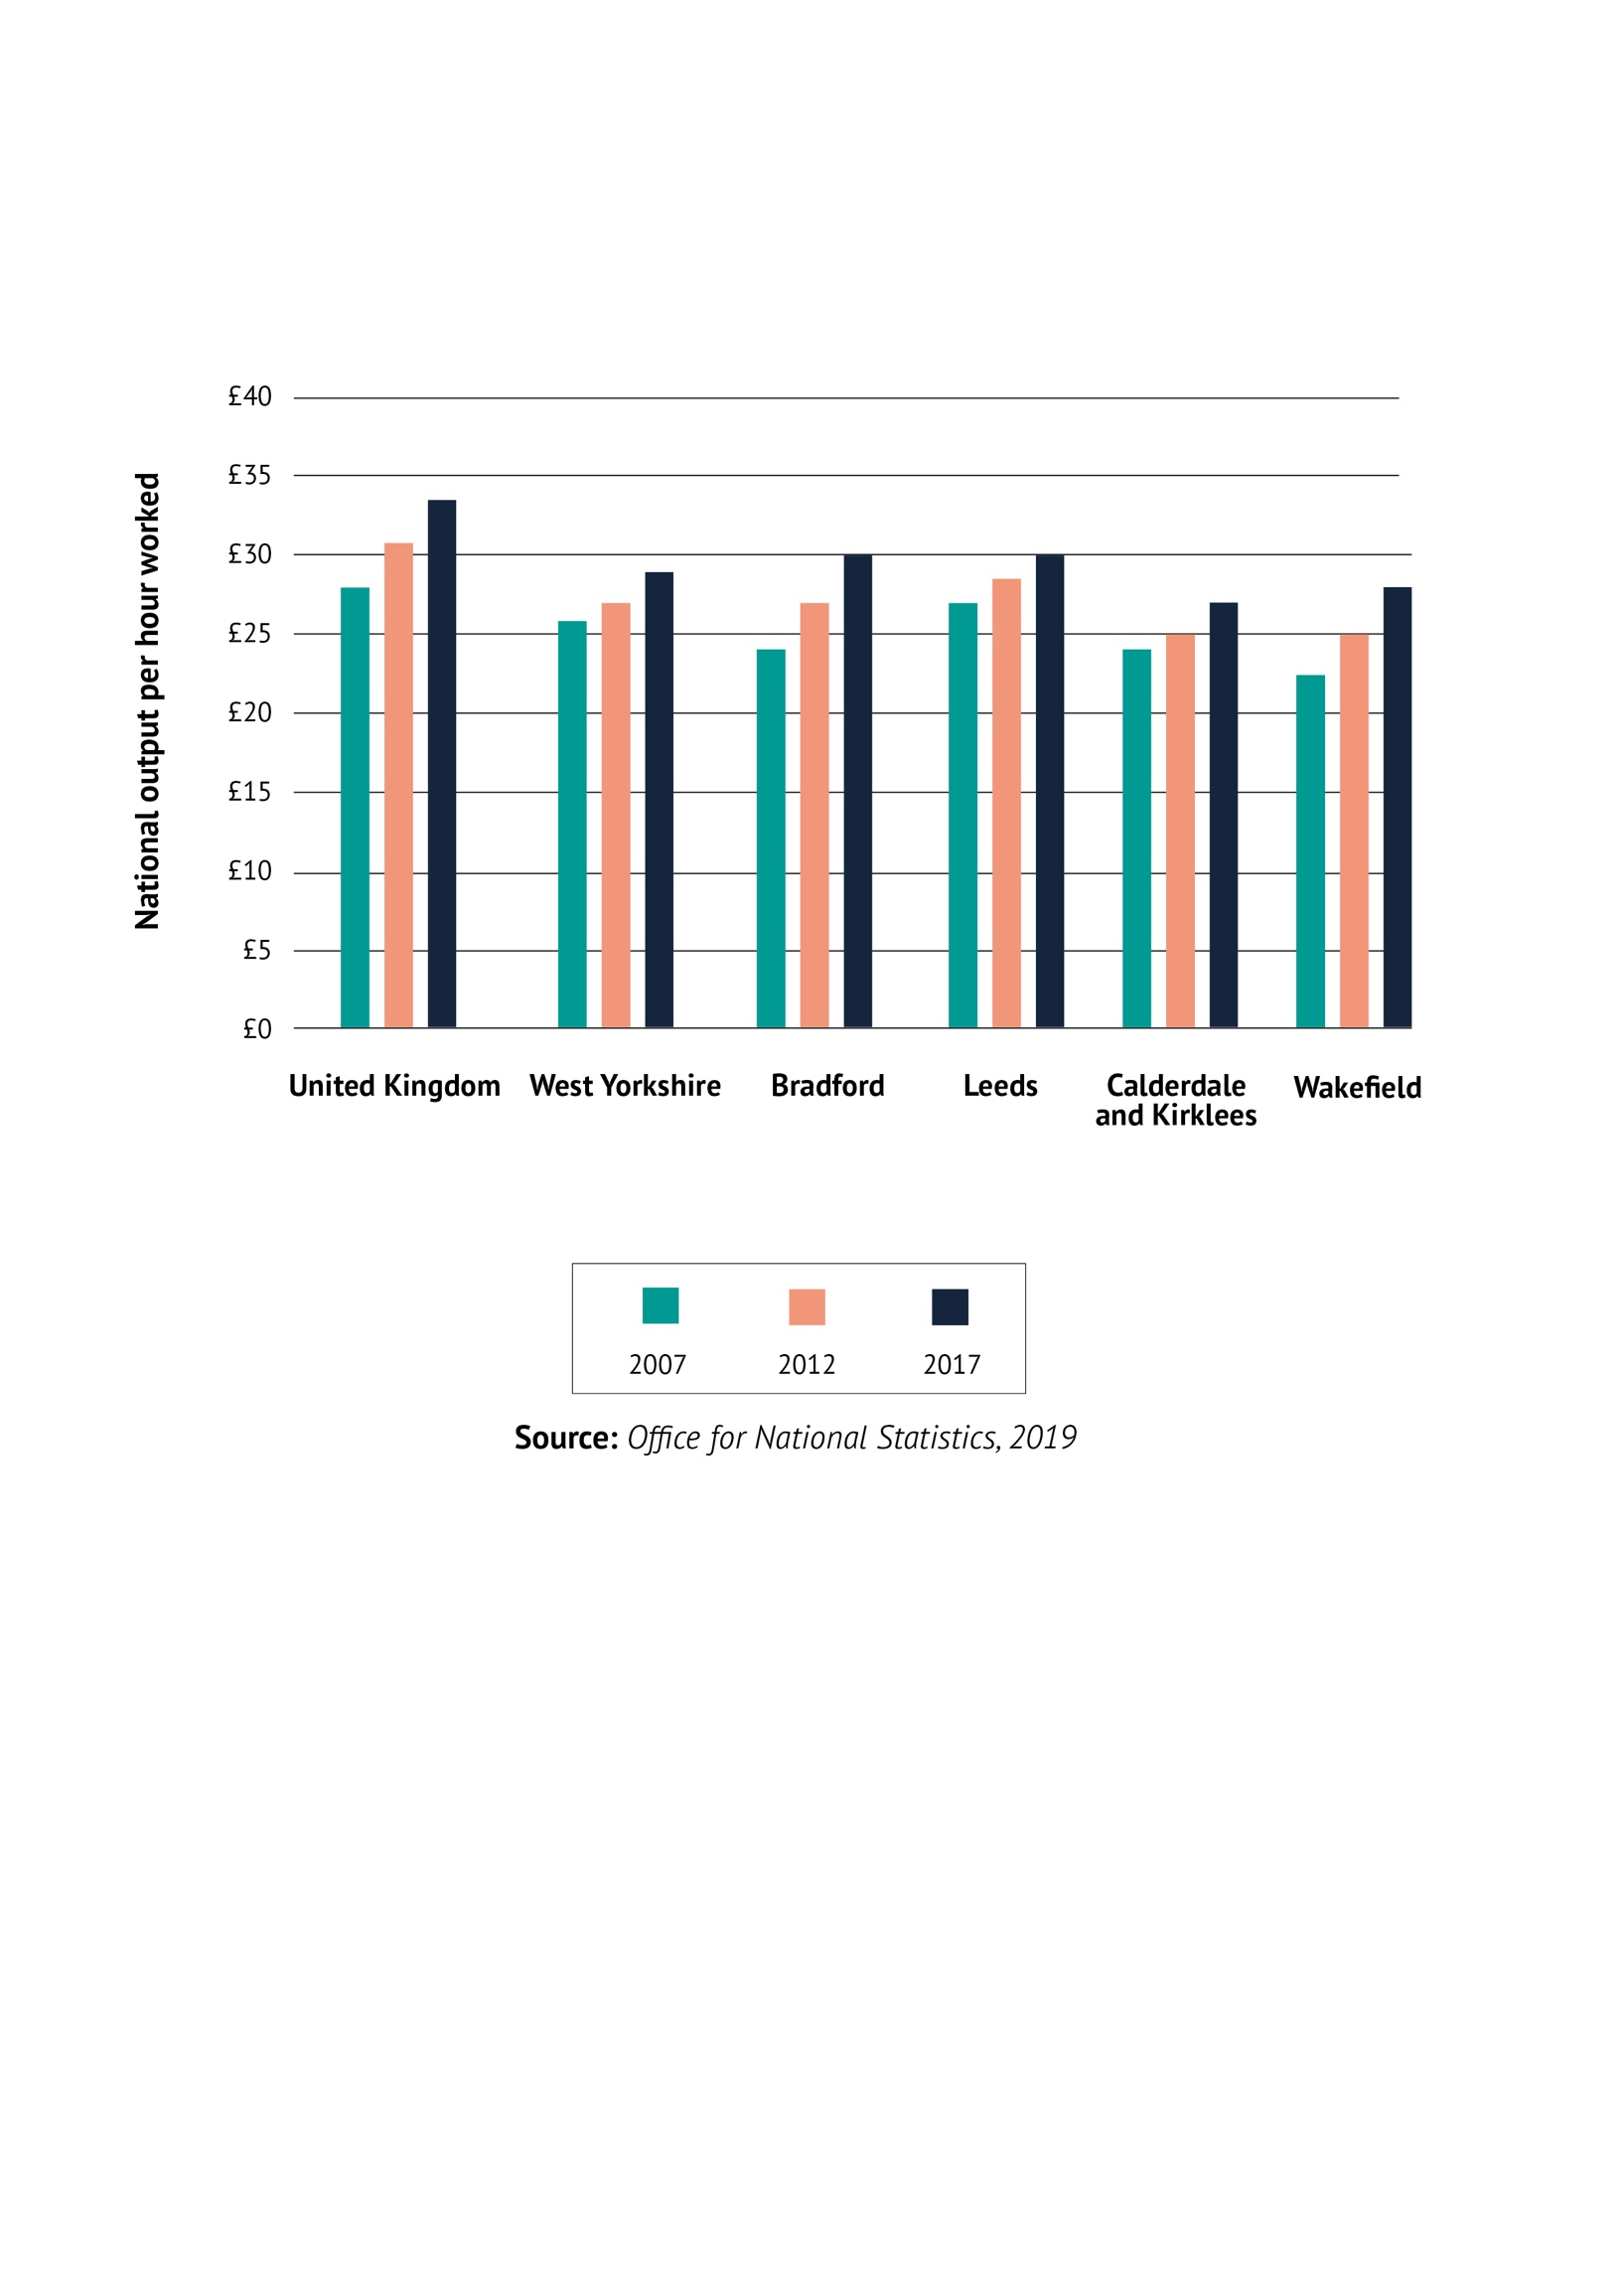 National output per hour worked
£40
£35
£30
£25
£20
£15
£10
£5
£0
United Kingdom
West Yorkshire
Bradford
Leeds
Calderdale
and Kirklees
Wakefield
2007
2012
2017
Source: Office for National Statistics, 2019